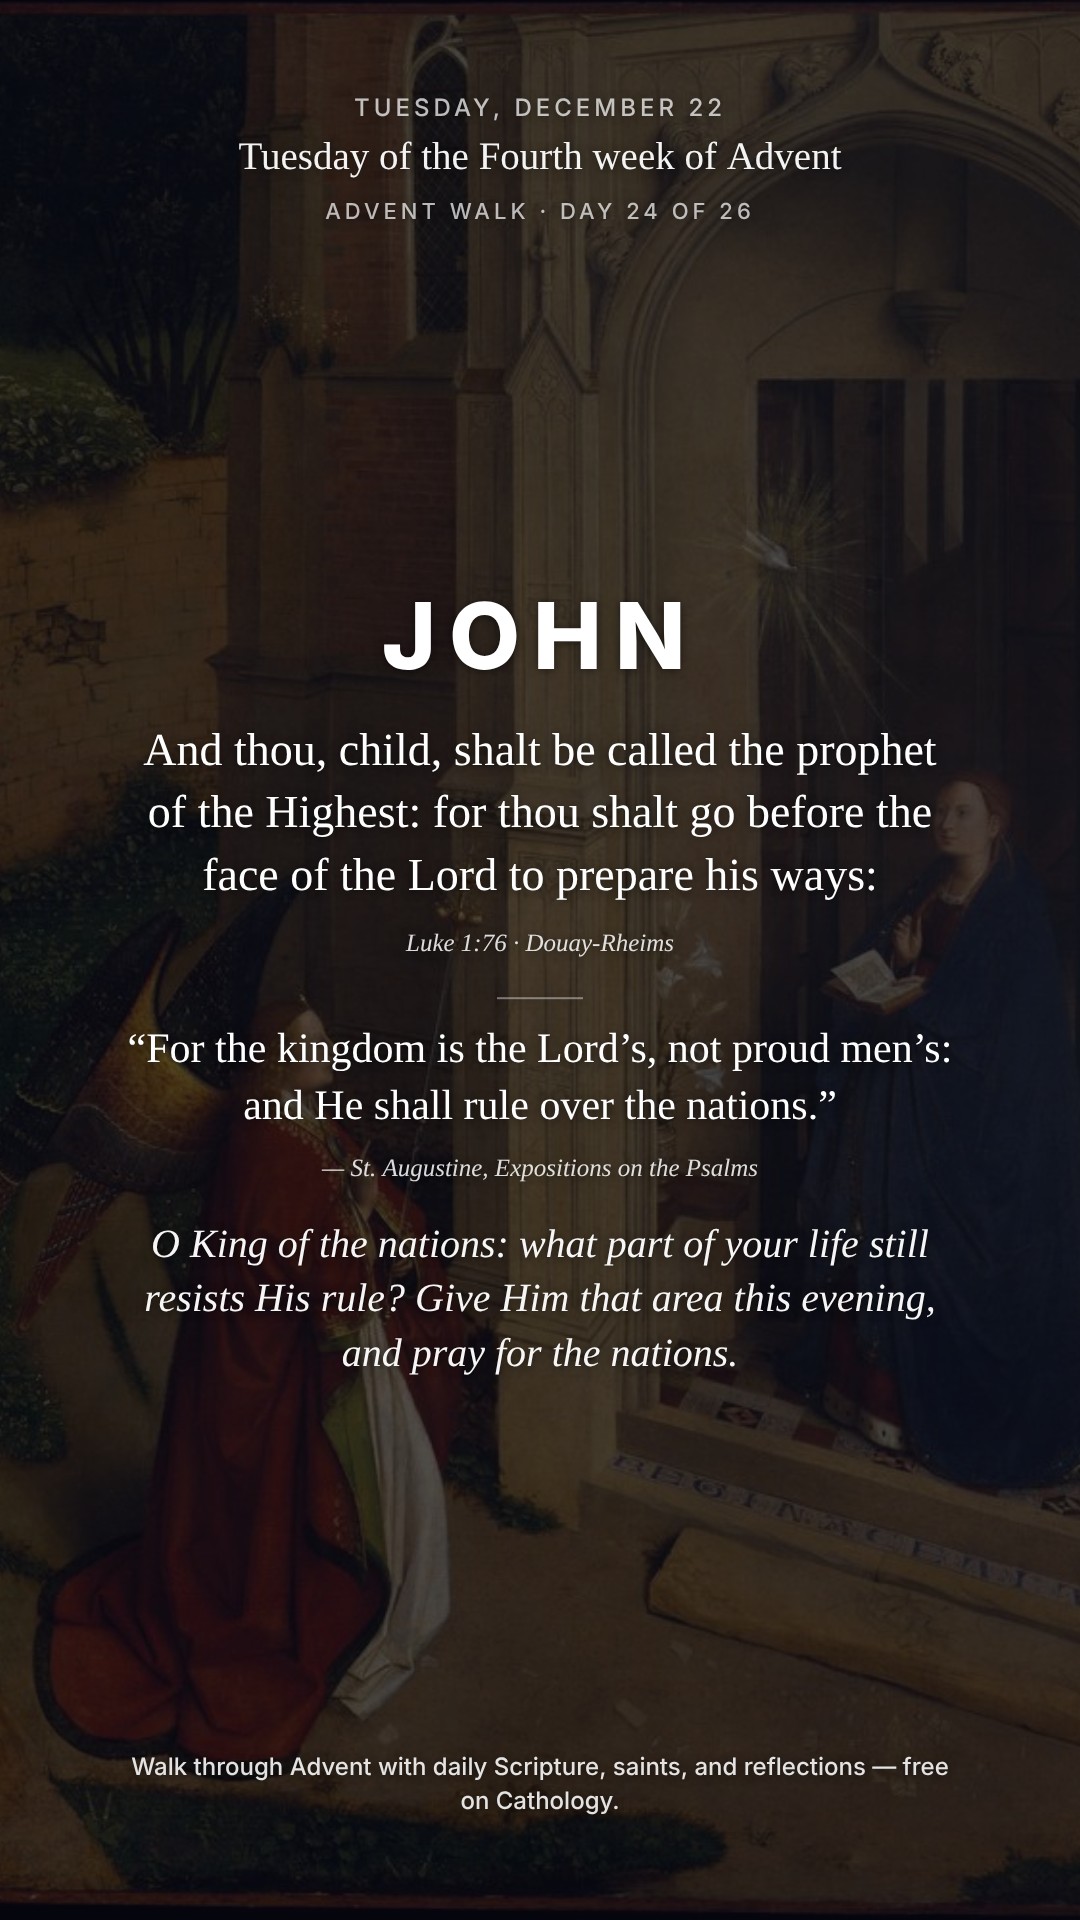 TUESDAY, DECEMBER 22
Tuesday of the Fourth week of Advent
ADVENT WALK · DAY 24 OF 26
JOHN
And thou, child, shalt be called the prophet
of the Highest: for thou shalt go before the
face of the Lord to prepare his ways:
Luke 1:76 · Douay-Rheims
“For the kingdom is the Lord’s, not proud men’s:
and He shall rule over the nations.”
— St. Augustine, Expositions on the Psalms
O King of the nations: what part of your life still
resists His rule? Give Him that area this evening,
and pray for the nations.
Walk through Advent with daily Scripture, saints, and reflections — free
on Cathology.